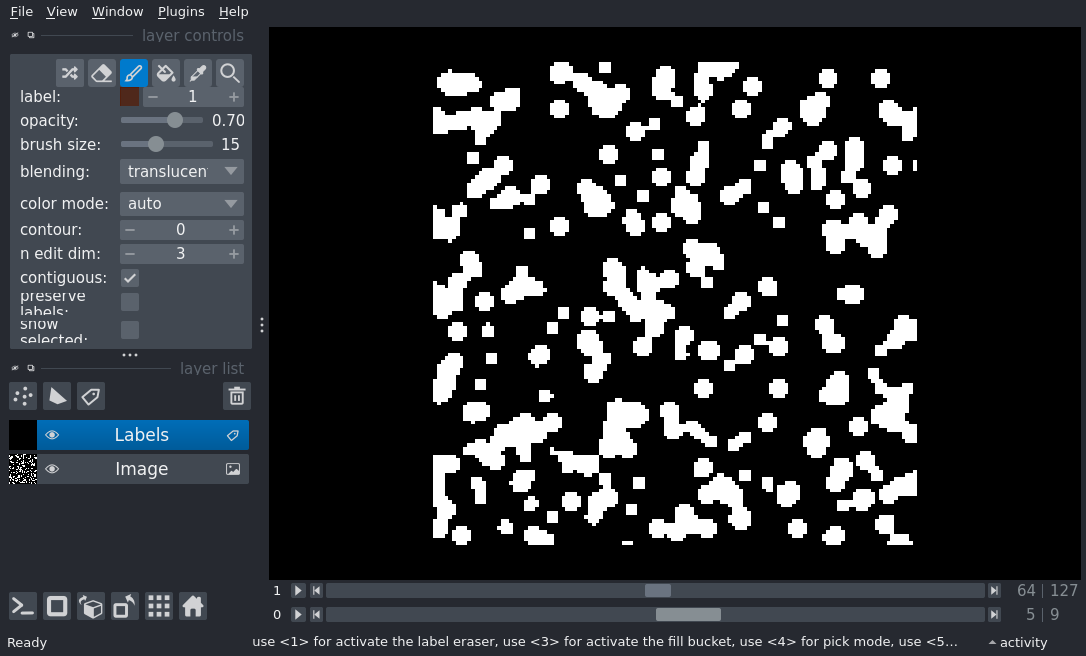 File View Window Plugins Help
layer controls
label: 1
opacity: 0.70
brush size: 15
blending: translucen
color mode: auto
contour: 0
n edit dim: 3
contiguous:
preserve
labels:
show
selected:
layer list
Labels
Image
1 64 127
0 5 9
Ready use <1> for activate the label eraser, use <3> for activate the fill bucket, use <4> for pick mode, use <5... activity